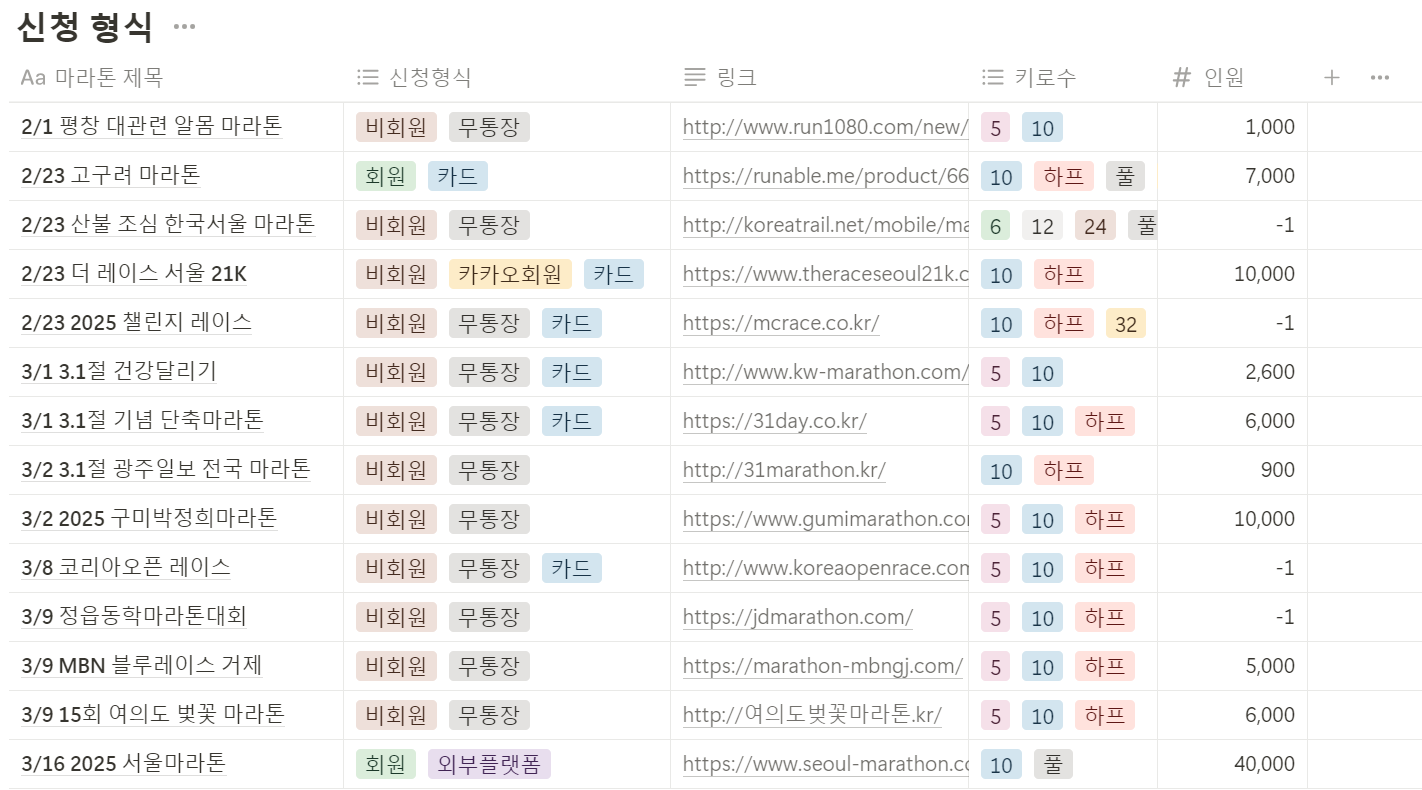 신청 형식 ···
Aa 마라톤 제목 신청형식 링크 키로수 # 인원 + ···
2/1 평창 대관련 알몸 마라톤 비회원 무통장 http://www.run1080.com/new/ 5 10 1,000
2/23 고구려 마라톤 회원 카드 https://runable.me/product/66 10 하프 풀 7,000
2/23 산불 조심 한국서울 마라톤 비회원 무통장 http://koreatrail.net/mobile/ma 6 12 24 풀 -1
2/23 더 레이스 서울 21K 비회원 카카오회원 카드 https://www.theraceseoul21k.c 10 하프 10,000
2/23 2025 챌린지 레이스 비회원 무통장 카드 https://mcrace.co.kr/ 10 하프 32 -1
3/1 3.1절 건강달리기 비회원 무통장 카드 http://www.kw-marathon.com/ 5 10 2,600
3/1 3.1절 기념 단축마라톤 비회원 무통장 카드 https://31day.co.kr/ 5 10 하프 6,000
3/2 3.1절 광주일보 전국 마라톤 비회원 무통장 http://31marathon.kr/ 10 하프 900
3/2 2025 구미박정희마라톤 비회원 무통장 https://www.gumimarathon.co 5 10 하프 10,000
3/8 코리아오픈 레이스 비회원 무통장 카드 http://www.koreaopenrace.com 5 10 하프 -1
3/9 정읍동학마라톤대회 비회원 무통장 https://jdmarathon.com/ 5 10 하프 -1
3/9 MBN 블루레이스 거제 비회원 무통장 https://marathon-mbngj.com/ 5 10 하프 5,000
3/9 15회 여의도 벚꽃 마라톤 비회원 무통장 http://여의도벚꽃마라톤.kr/ 5 10 하프 6,000
3/16 2025 서울마라톤 회원 외부플랫폼 https://www.seoul-marathon.co 10 풀 40,000